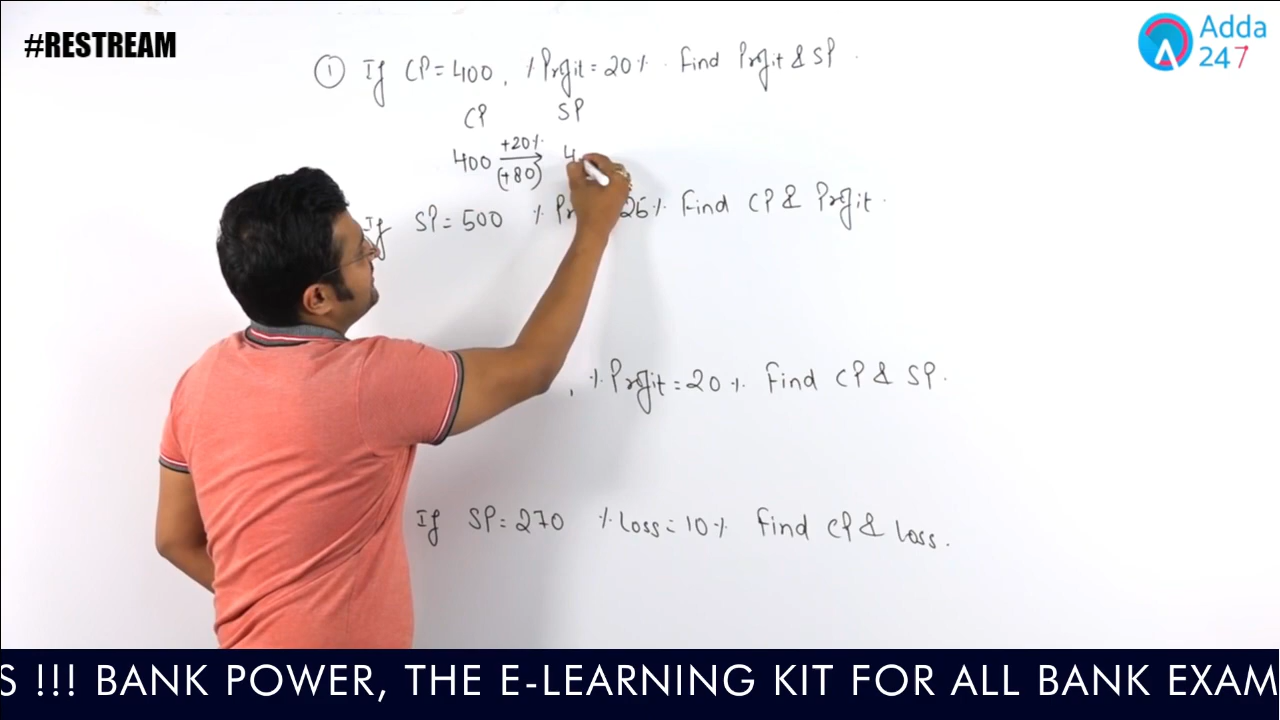 #RESTREAM
Adda
247
① If CP = 400, % Profit = 20%. Find Profit & SP.
CP SP
+20%
400 4
(+80)
If SP = 500 % Find CP & Profit.
, % Profit = 20% Find CP & SP.
If SP = 270 % Loss = 10% Find CP & Loss.
S !!! BANK POWER, THE E-LEARNING KIT FOR ALL BANK EXAM